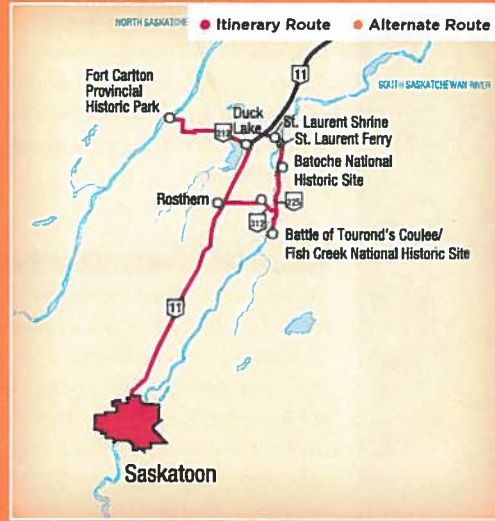 NORTH SASKATCHE
Itinerary Route
Alternate Route
11
SOUTH SASKATCHEWAN RIVER
Fort Carlton
Provincial
Historic Park
212
Duck
Lake
St. Laurent Shrine
St. Laurent Ferry
Batoche National
Historic Site
Rosthern
225
312
Battle of Tourond's Coulee/
Fish Creek National Historic Site
11
Saskatoon